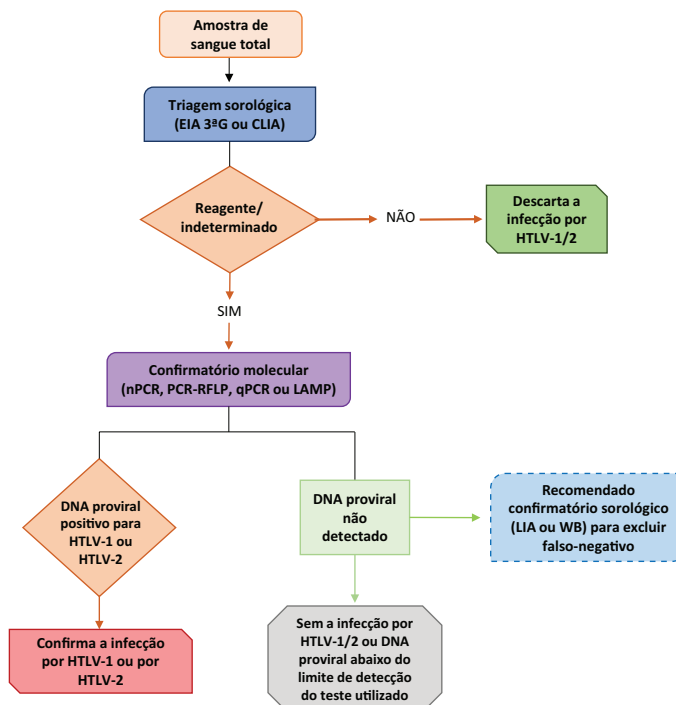 Amostra de
sangue total
Triagem sorológica
(EIA 3ªG ou CLIA)
Reagente/
indeterminado
NÃO
Descarta a
infecção por
HTLV-1/2
SIM
Confirmatório molecular
(nPCR, PCR-RFLP, qPCR ou LAMP)
DNA proviral
positivo para
HTLV-1 ou
HTLV-2
DNA proviral
não
detectado
Recomendado
confirmatório sorológico
(LIA ou WB) para excluir
falso-negativo
Confirma a infecção
por HTLV-1 ou por
HTLV-2
Sem a infecção por
HTLV-1/2 ou DNA
proviral abaixo do
limite de detecção
do teste utilizado